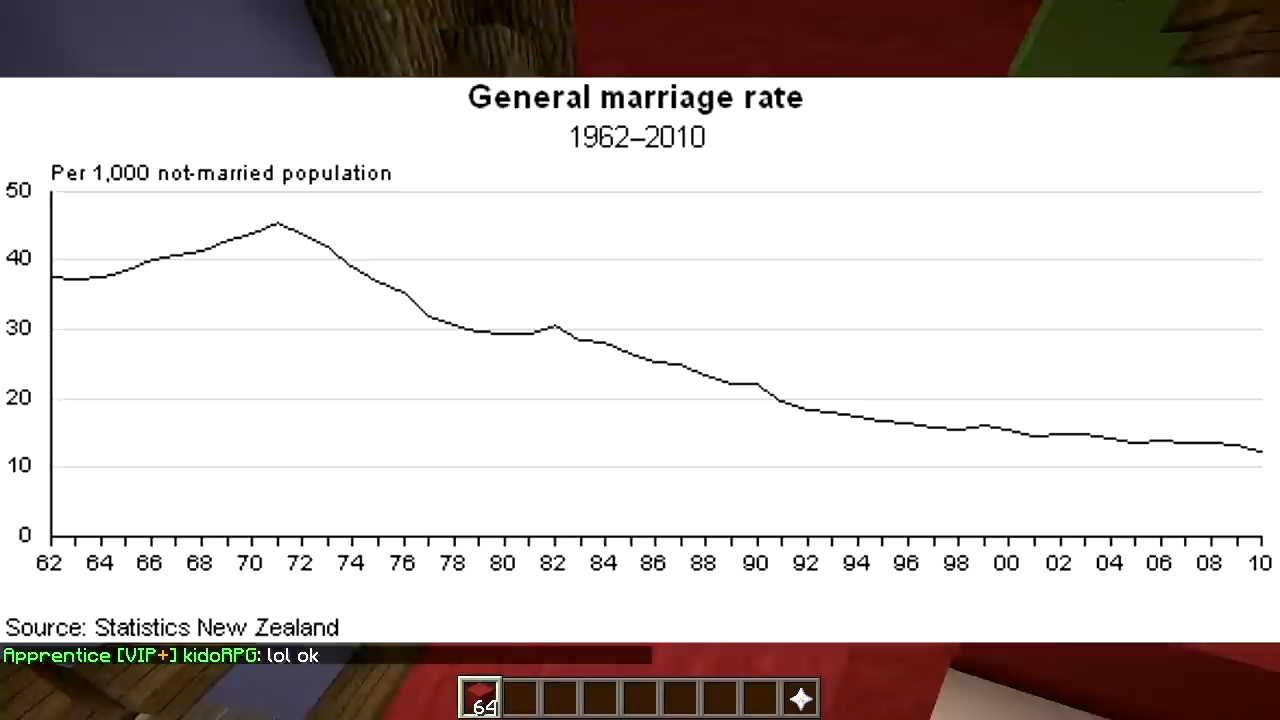 General marriage rate
1962–2010
Per 1,000 not-married population
50
40
30
20
10
0
62 64 66 68 70 72 74 76 78 80 82 84 86 88 90 92 94 96 98 00 02 04 06 08 10
Source: Statistics New Zealand
Apprentice [VIP+] kidoRPG: lol ok
64